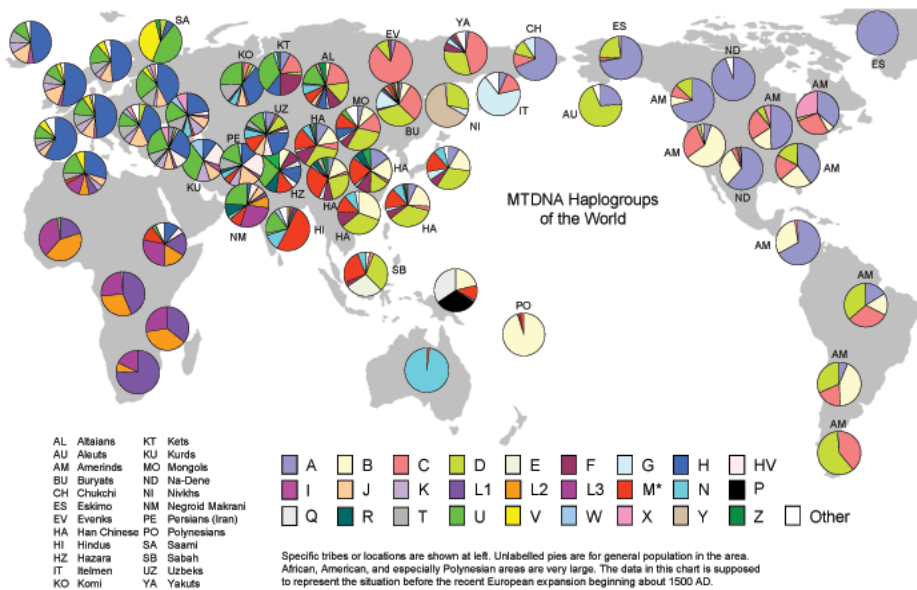 SA
EV
YA
CH
ES
ES
KO
KT
AL
ND
UZ
MO
HA
BU
NI
IT
AU
AM
AM
AM
PE
HA
AM
AM
KU
HZ
HA
HA
HA
ND
NM
HI
MTDNA Haplogroups
of the World
SB
AM
PO
AM
AM
AM
AL Altaians KT Kets
AU Aleuts KU Kurds
AM Amerinds MO Mongols
BU Buryats ND Na-Dene
CH Chukchi NI Nivkhs
ES Eskimo NM Negroid Makrani
EV Evenks PE Persians (Iran)
HA Han Chinese PO Polynesians
HI Hindus SA Saami
HZ Hazara SB Sabah
IT Itelmen UZ Uzbeks
KO Komi YA Yakuts
A B C D E F G H HV
I J K L1 L2 L3 M* N P
Q R T U V W X Y Z Other
Specific tribes or locations are shown at left. Unlabelled pies are for general population in the area.
African, American, and especially Polynesian areas are very large. The data in this chart is supposed
to represent the situation before the recent European expansion beginning about 1500 AD.